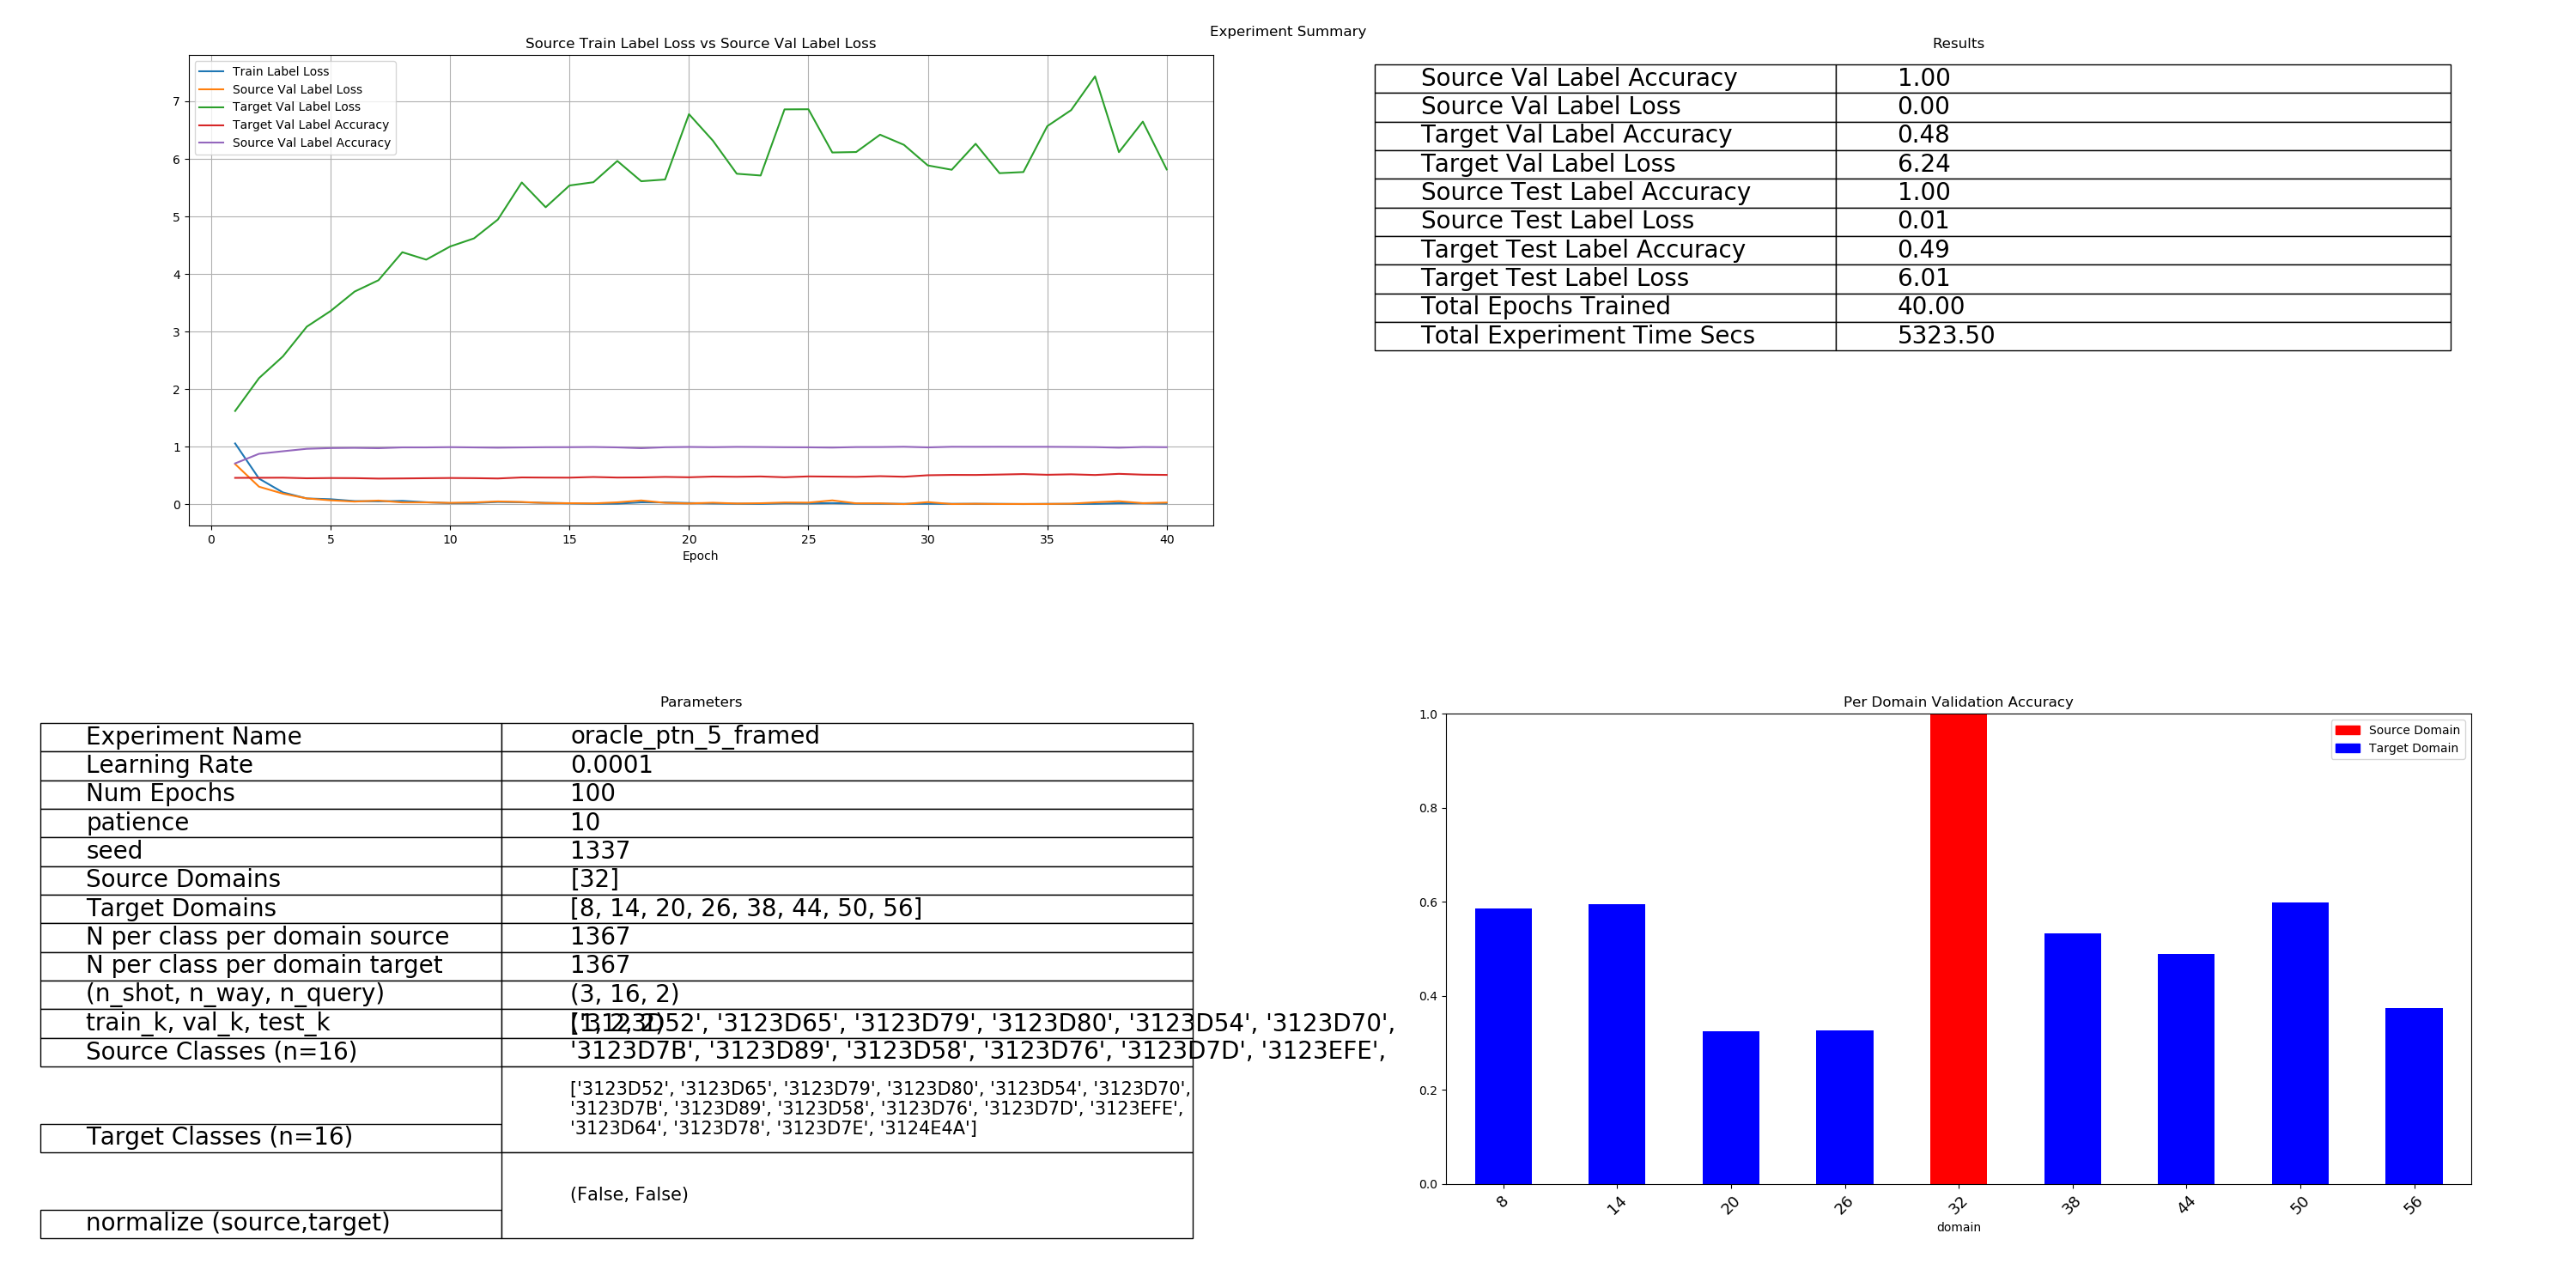 Experiment Summary
Source Train Label Loss vs Source Val Label Loss
Train Label Loss
Source Val Label Loss
Target Val Label Loss
Target Val Label Accuracy
Source Val Label Accuracy
7
6
5
4
3
2
1
0
0 5 10 15 20 25 30 35 40
Epoch
Results
Source Val Label Accuracy 1.00
Source Val Label Loss 0.00
Target Val Label Accuracy 0.48
Target Val Label Loss 6.24
Source Test Label Accuracy 1.00
Source Test Label Loss 0.01
Target Test Label Accuracy 0.49
Target Test Label Loss 6.01
Total Epochs Trained 40.00
Total Experiment Time Secs 5323.50
Parameters
Experiment Name oracle_ptn_5_framed
Learning Rate 0.0001
Num Epochs 100
patience 10
seed 1337
Source Domains [32]
Target Domains [8, 14, 20, 26, 38, 44, 50, 56]
N per class per domain source 1367
N per class per domain target 1367
(n_shot, n_way, n_query) (3, 16, 2)
train_k, val_k, test_k '3123D65', '3123D79', '3123D80', '3123D54', '3123D70',
Source Classes (n=16) '3123D7B', '3123D89', '3123D58', '3123D76', '3123D7D', '3123EFE',
['3123D52', '3123D65', '3123D79', '3123D80', '3123D54', '3123D70',
'3123D7B', '3123D89', '3123D58', '3123D76', '3123D7D', '3123EFE',
'3123D64', '3123D78', '3123D7E', '3124E4A']
Target Classes (n=16)
(False, False)
normalize (source,target)
Per Domain Validation Accuracy
Source Domain
Target Domain
1.0
0.8
0.6
0.4
0.2
0.0
8 14 20 26 32 38 44 50 56
domain